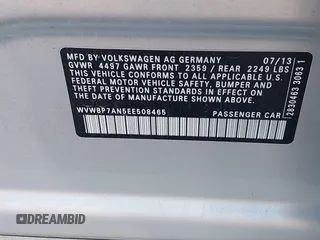 MFD. BY VOLKSWAGEN AG GERMANY 07/13
GVWR 4497 GAWR FRONT 2359 / REAR 2249 LBS
THIS VEHICLE CONFORMS TO ALL APPLICABLE
FEDERAL MOTOR VEHICLE SAFETY, BUMPER, AND
THEFT PREVENTION STANDARDS IN EFFECT ON THE
DATE OF MANUFACTURE SHOWN ABOVE.
WVWBP7AN5EE508465 PASSENGER CAR
2830463 3063 1
DREAMBID